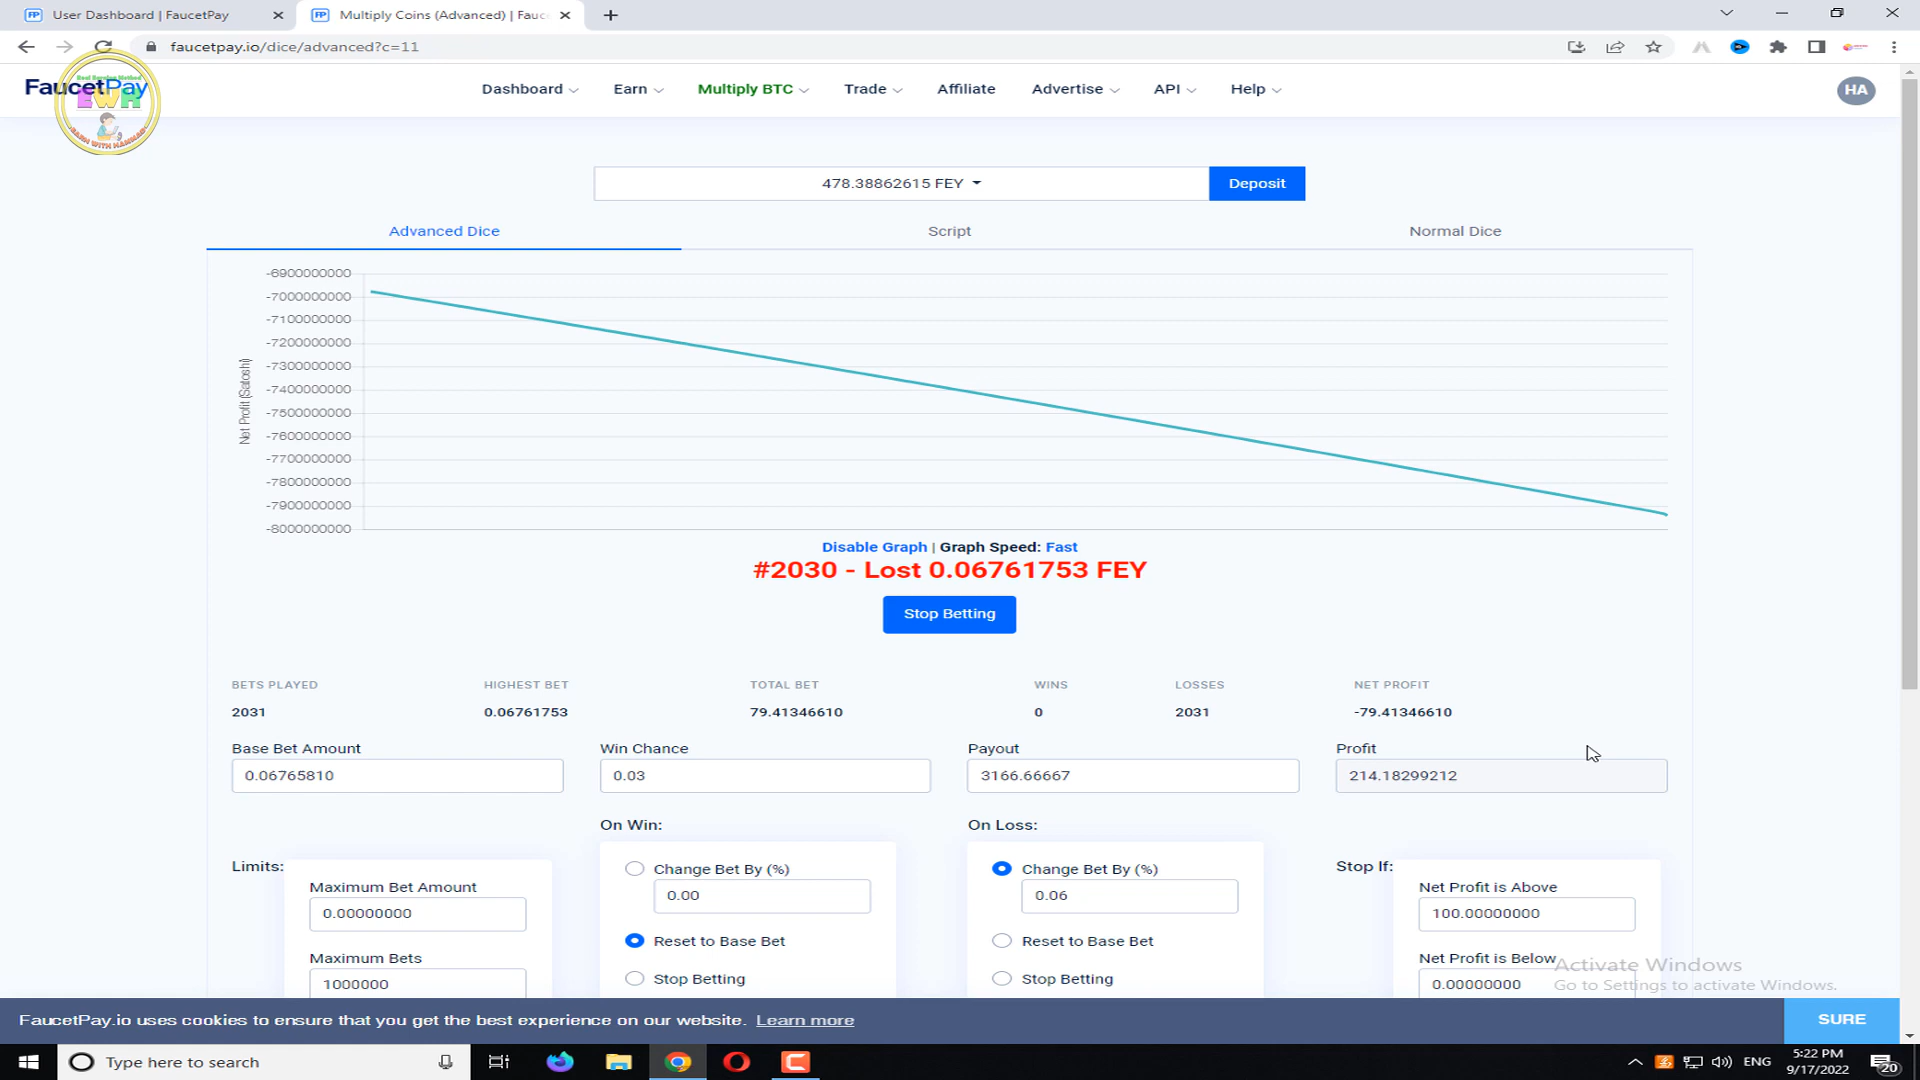 User Dashboard | FaucetPay
Multiply Coins (Advanced) | Fauc
faucetpay.io/dice/advanced?c=11
FaucetPay
Real Earning Method
EWH
EARN WITH HAMMAD
Dashboard
Earn
Multiply BTC
Trade
Affiliate
Advertise
API
Help
HA
478.38862615 FEY
Deposit
Advanced Dice
Script
Normal Dice
Net Profit (Satoshi)
-6900000000
-7000000000
-7100000000
-7200000000
-7300000000
-7400000000
-7500000000
-7600000000
-7700000000
-7800000000
-7900000000
-8000000000
Disable Graph | Graph Speed: Fast
#2030 - Lost 0.06761753 FEY
Stop Betting
BETS PLAYED
HIGHEST BET
TOTAL BET
WINS
LOSSES
NET PROFIT
2031
0.06761753
79.41346610
0
2031
-79.41346610
Base Bet Amount
Win Chance
Payout
Profit
0.06765810
0.03
3166.66667
214.18299212
On Win:
On Loss:
Limits:
Stop If:
Maximum Bet Amount
0.00000000
Maximum Bets
1000000
Change Bet By (%)
0.00
Reset to Base Bet
Stop Betting
Change Bet By (%)
0.06
Reset to Base Bet
Stop Betting
Net Profit is Above
100.00000000
Net Profit is Below
0.00000000
Activate Windows
Go to Settings to activate Windows.
FaucetPay.io uses cookies to ensure that you get the best experience on our website. Learn more
SURE
Type here to search
ENG
5:22 PM
9/17/2022
20